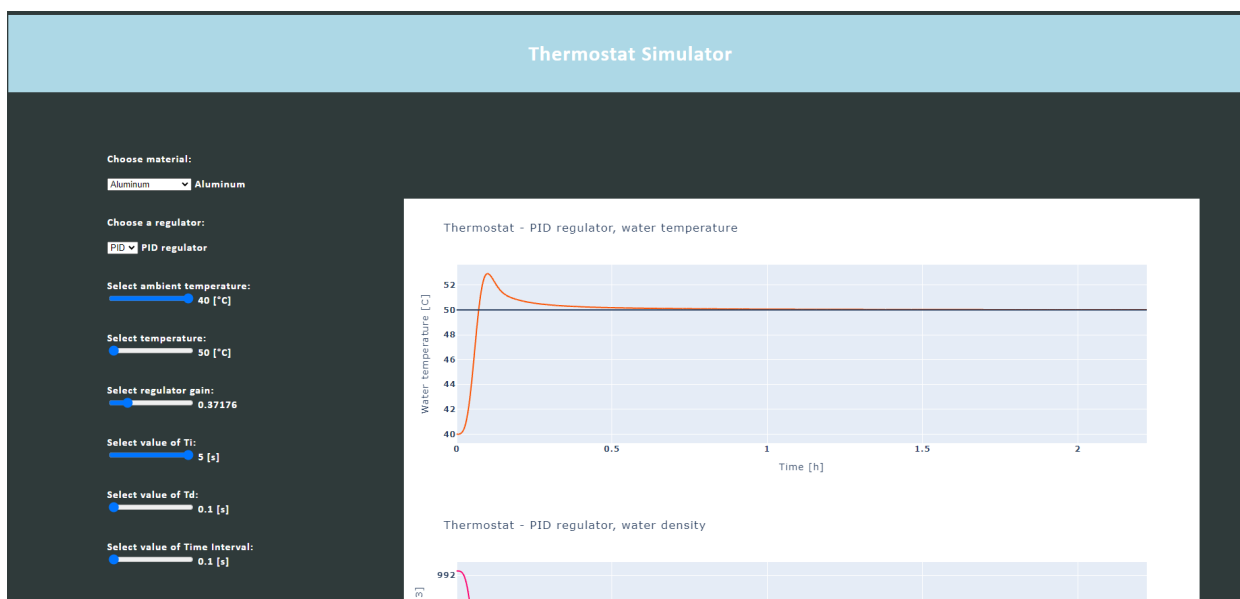 Thermostat Simulator
Choose material:
Aluminum Aluminum
Choose a regulator:
PID PID regulator
Select ambient temperature:
40 [°C]
Select temperature:
50 [°C]
Select regulator gain:
0.37176
Select value of Ti:
5 [s]
Select value of Td:
0.1 [s]
Select value of Time Interval:
0.1 [s]
Thermostat - PID regulator, water temperature
Water temperature [C]
52
50
48
46
44
42
40
0 0.5 1 1.5 2
Time [h]
Thermostat - PID regulator, water density
992
3]